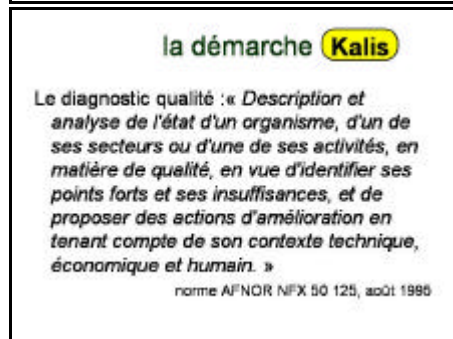 la démarche Kalis
Le diagnostic qualité :« Description et
analyse de l'état d'un organisme, d'un de
ses secteurs ou d'une de ses activités, en
matière de qualité, en vue d'identifier ses
points forts et ses insuffisances, et de
proposer des actions d'amélioration en
tenant compte de son contexte technique,
économique et humain. »
norme AFNOR NFX 50 125, août 1995